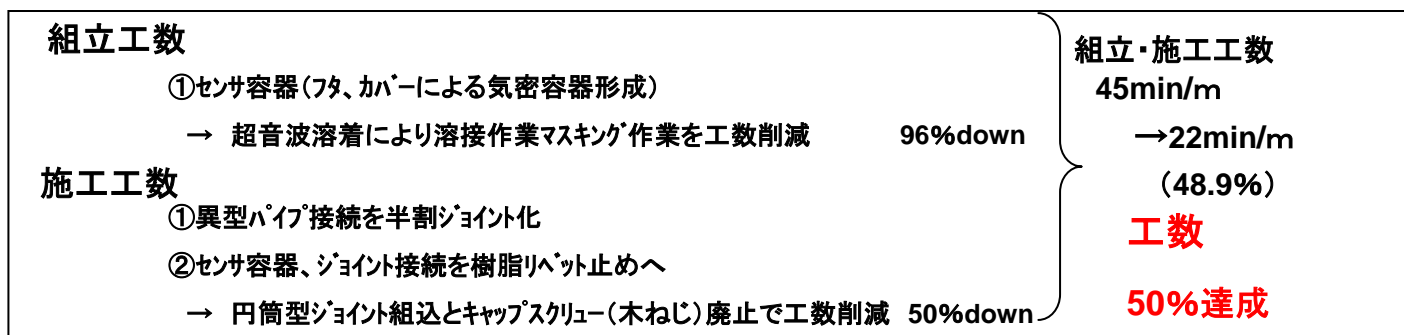 組立工数
①センサ容器(フタ、カバーによる気密容器形成)
→ 超音波溶着により溶接作業マスキング作業を工数削減 96%down
施工工数
①異型パイプ接続を半割ジョイント化
②センサ容器、ジョイント接続を樹脂リベット止めへ
→ 円筒型ジョイント組込とキャップスクリュー(木ねじ)廃止で工数削減 50%down
組立・施工工数
45min/m
→22min/m
(48.9%)
工数
50%達成